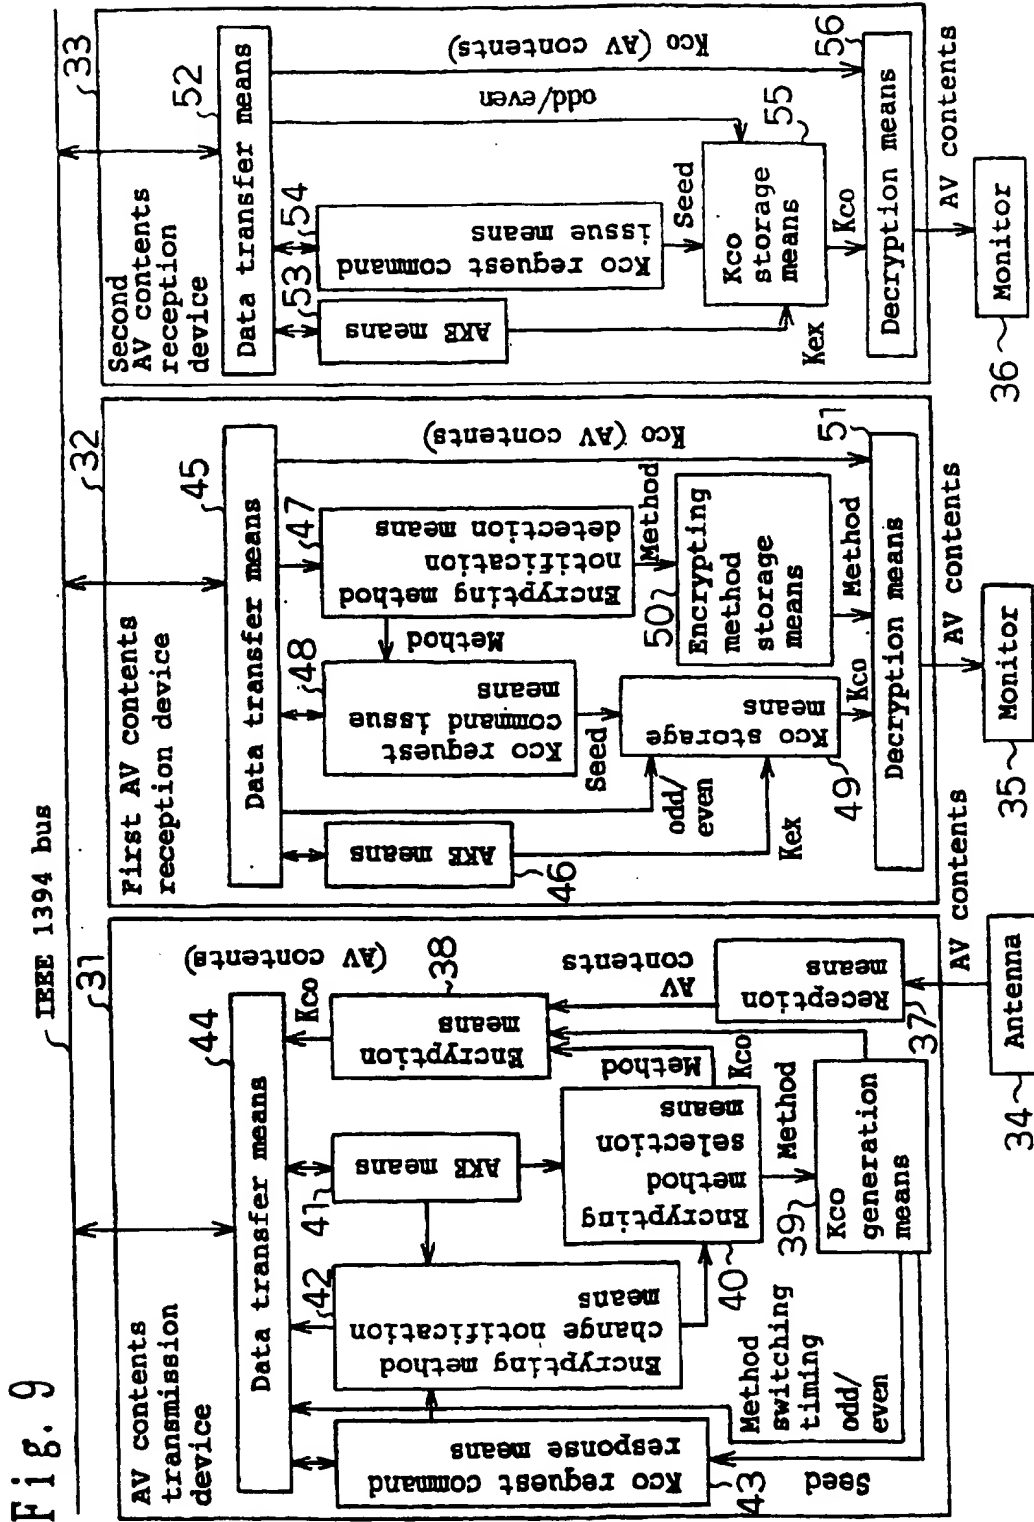 Fig. 9
IEEE 1394 bus
31
AV contents
transmission
device
44
Data transfer means
43
Kco request command
response means
42
Encrypting method
change notification
means
41
AKE means
38
Encryption
means
Kco
(AV contents)
40
Encrypting
method
selection
means
Method
Kco
AV
contents
Reception
means
37
39
Method
Kco
generation
means
Method
switching
timing
odd/
even
Seed
AV contents
34
Antenna
32
First AV contents
reception device
45
Data transfer means
46
AKE means
48
Kco request
command issue
means
47
Encrypting method
notification
detection means
Method
Method
Kco (AV contents)
Seed
odd/
even
Kex
50
Encrypting
method
storage
means
49
Kco storage
means
Kco
Method
51
Decryption means
AV contents
35
Monitor
33
Second
AV contents
reception
device
52
Data transfer means
53
AKE means
54
Kco request command
issue means
odd/even
Kco (AV contents)
Seed
55
Kco
storage
means
Kex
Kco
56
Decryption means
AV contents
36
Monitor